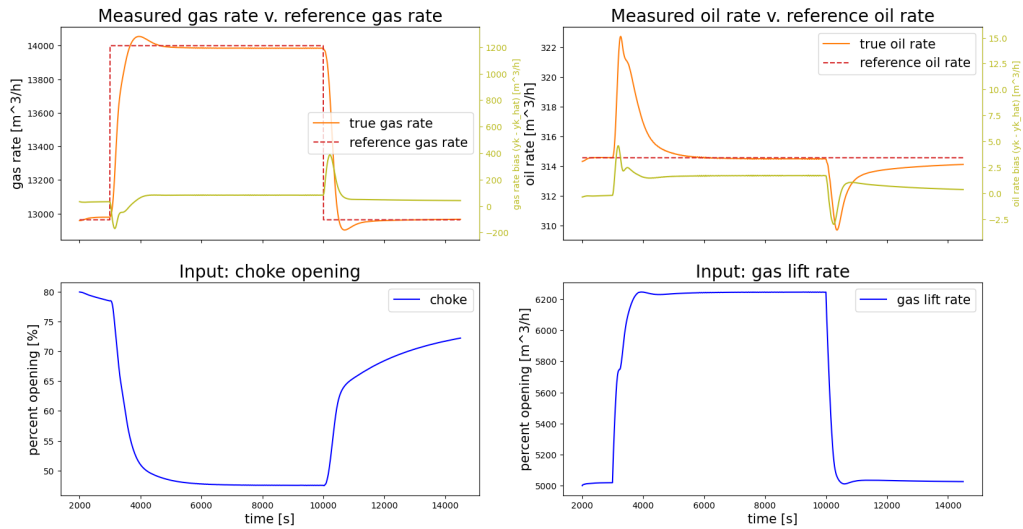 Measured gas rate v. reference gas rate
gas rate [m^3/h]
14000
13800
13600
13400
13200
13000
true gas rate
reference gas rate
1200
1000
800
600
400
200
0
−200
gas rate bias (yk - yk_hat) [m^3/h]
Measured oil rate v. reference oil rate
oil rate [m^3/h]
322
320
318
316
314
312
310
true oil rate
reference oil rate
15.0
12.5
10.0
7.5
5.0
2.5
0.0
−2.5
oil rate bias (yk - yk_hat) [m^3/h]
Input: choke opening
percent opening [%]
80
75
70
65
60
55
50
choke
2000 4000 6000 8000 10000 12000 14000
time [s]
Input: gas lift rate
percent opening [m^3/h]
6200
6000
5800
5600
5400
5200
5000
gas lift rate
2000 4000 6000 8000 10000 12000 14000
time [s]